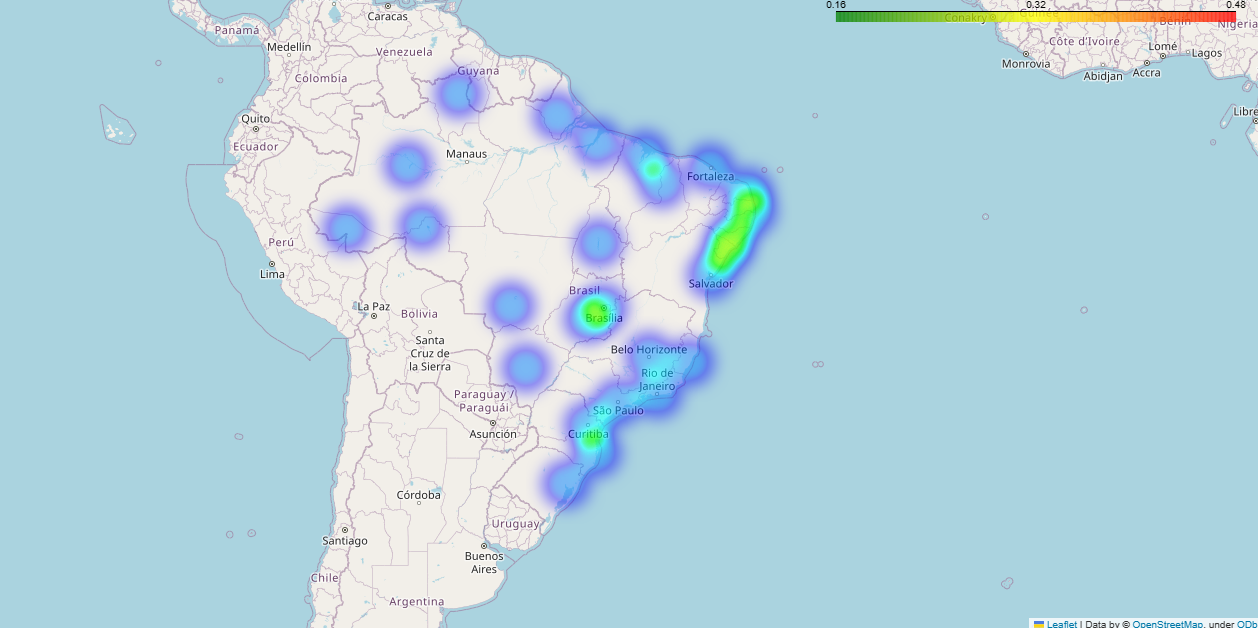 0.16
0.32
0.48
Caracas
Conakry
Guinée
Bénin
Nigeria
Panamá
Medellín
Venezuela
Côte d'Ivoire
Lomé
Lagos
Monrovia
Guyana
Accra
Abidjan
Colombia
Quito
Libre
Ecuador
Manaus
Fortaleza
Perú
Lima
Salvador
Brasil
La Paz
Bolivia
Brasília
Santa
Cruz de
la Sierra
Belo Horizonte
Rio de
Janeiro
Paraguay /
Paraguái
São Paulo
Asunción
Curitiba
Córdoba
Uruguay
Santiago
Buenos
Aires
Chile
Argentina
Leaflet | Data by © OpenStreetMap, under ODb